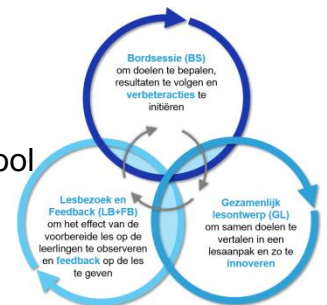 Bordsessie (BS)
om doelen te bepalen,
resultaten te volgen en
verbeteracties te
initiëren
ool
Lesbezoek en
Feedback (LB+FB)
om het effect van de
voorbereide les op de
leerlingen te observeren
en feedback op de les
te geven
Gezamenlijk
lesontwerp (GL)
om samen doelen te
vertalen in een
lesaanpak en zo te
innoveren